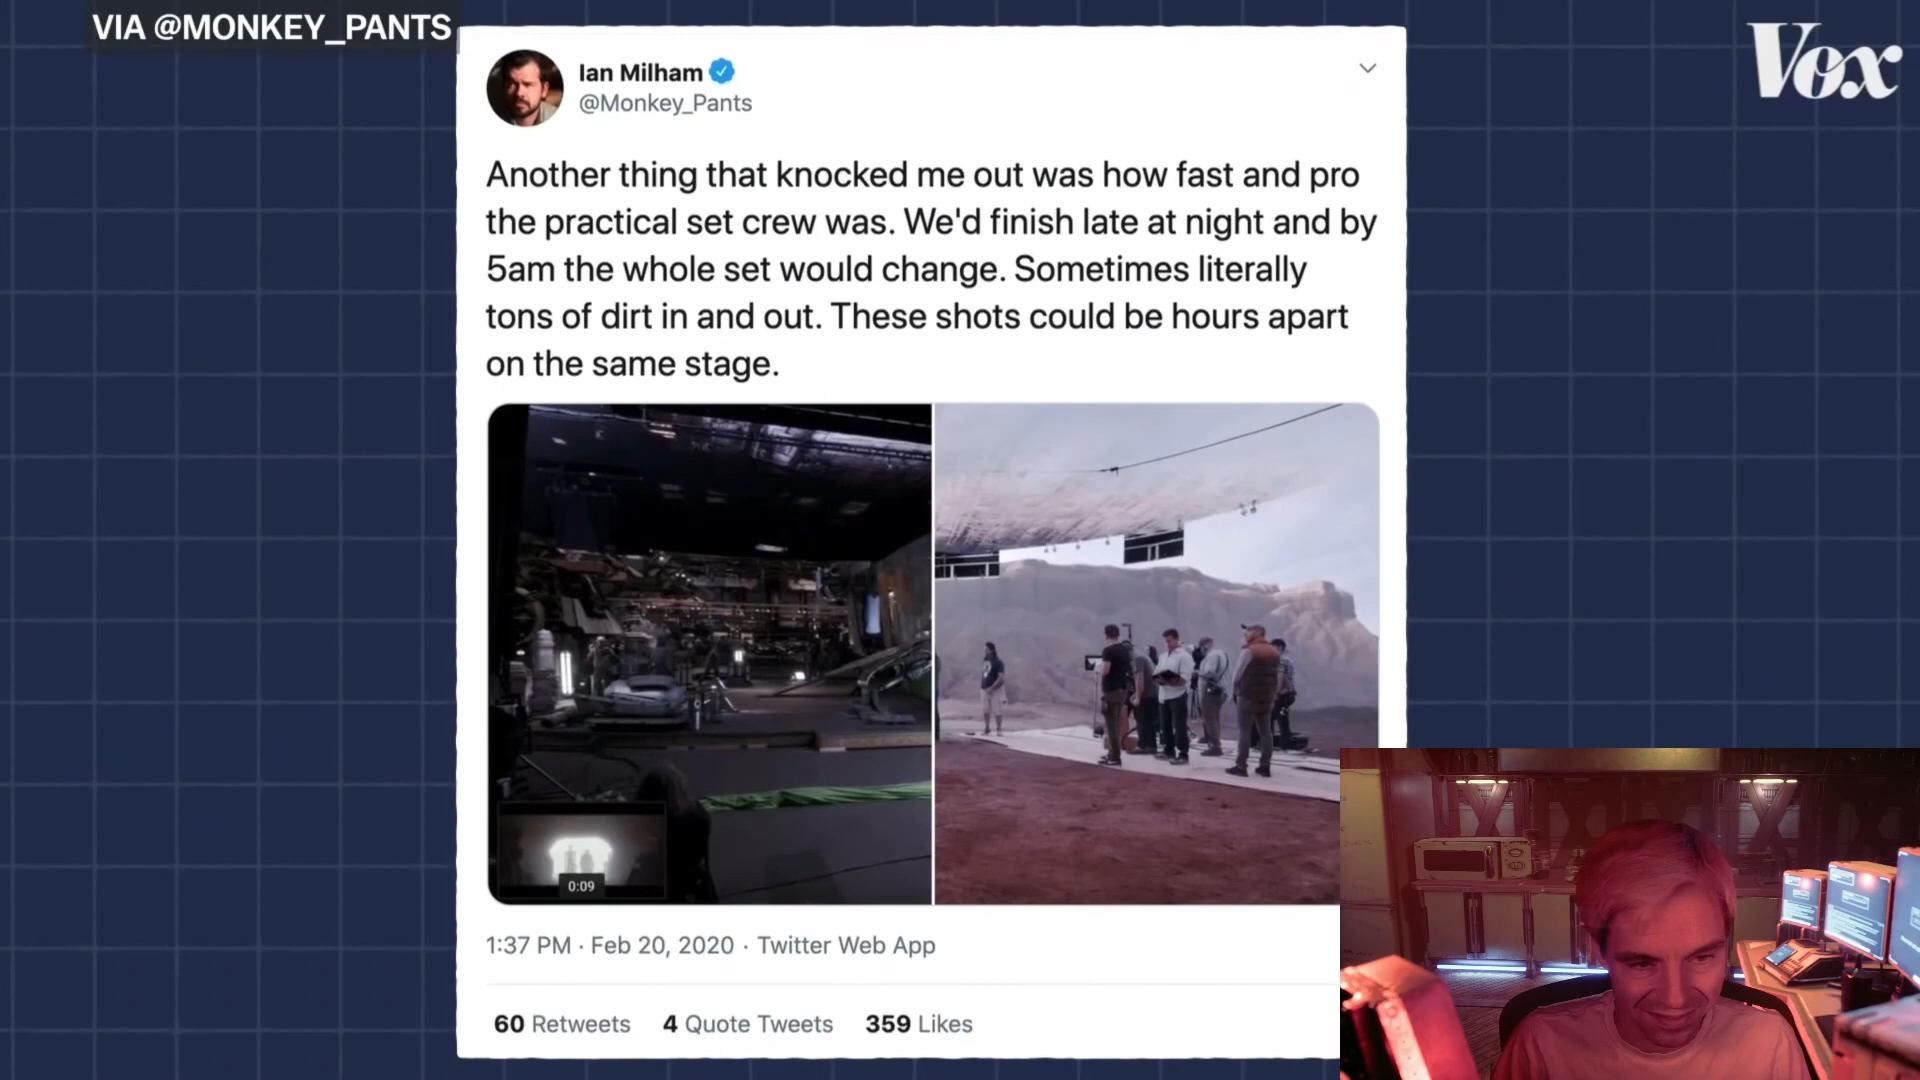 VIA @MONKEY_PANTS
Vox
Ian Milham
@Monkey_Pants
Another thing that knocked me out was how fast and pro
the practical set crew was. We'd finish late at night and by
5am the whole set would change. Sometimes literally
tons of dirt in and out. These shots could be hours apart
on the same stage.
0:09
1:37 PM · Feb 20, 2020 · Twitter Web App
60 Retweets 4 Quote Tweets 359 Likes